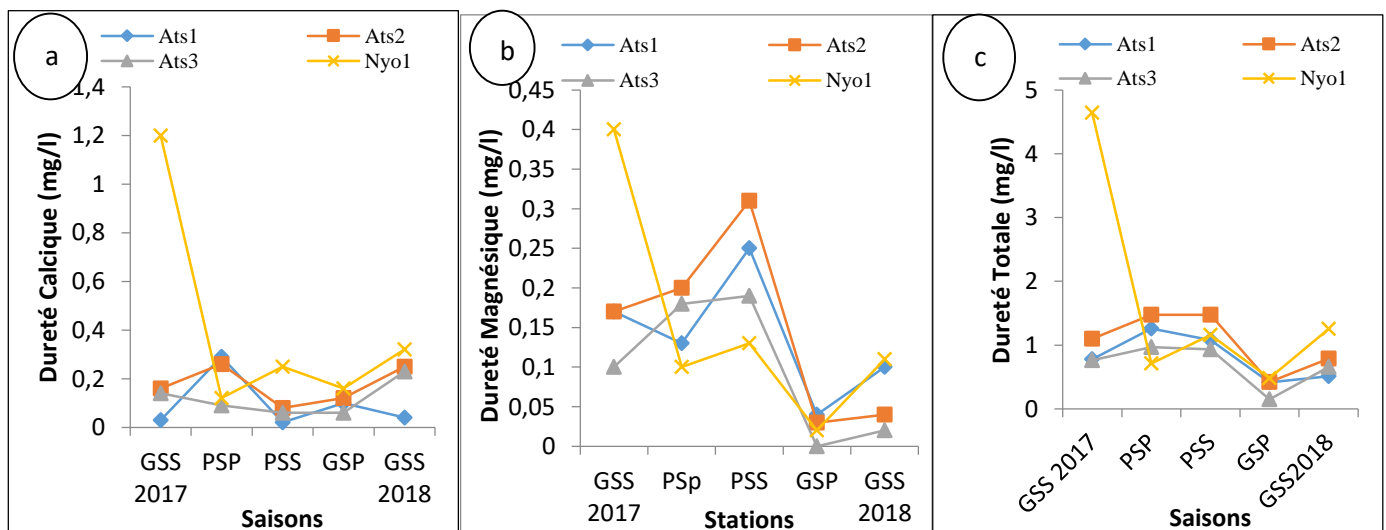 a
Ats1
Ats2
Ats3
Nyo1
Dureté Calcique (mg/l)
1,4
1,2
1
0,8
0,6
0,4
0,2
0
GSS PSP PSS GSP GSS
2017 2018
Saisons
b
Ats1
Ats2
Ats3
Nyo1
Dureté Magnésique (mg/l)
0,45
0,4
0,35
0,3
0,25
0,2
0,15
0,1
0,05
0
GSS PSp PSS GSP GSS
2017 2018
Stations
c
Ats1
Ats2
Ats3
Nyo1
Dureté Totale (mg/l)
5
4
3
2
1
0
GSS 2017 PSP PSS GSP GSS2018
Saisons